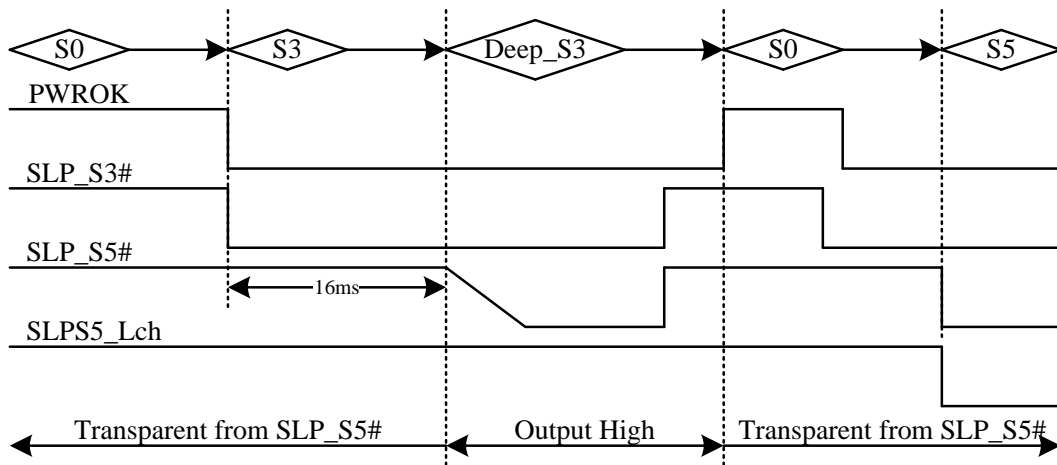 S0 S3 Deep_S3 S0 S5
PWROK
SLP_S3#
SLP_S5#
16ms
SLPS5_Lch
Transparent from SLP_S5# Output High Transparent from SLP_S5#